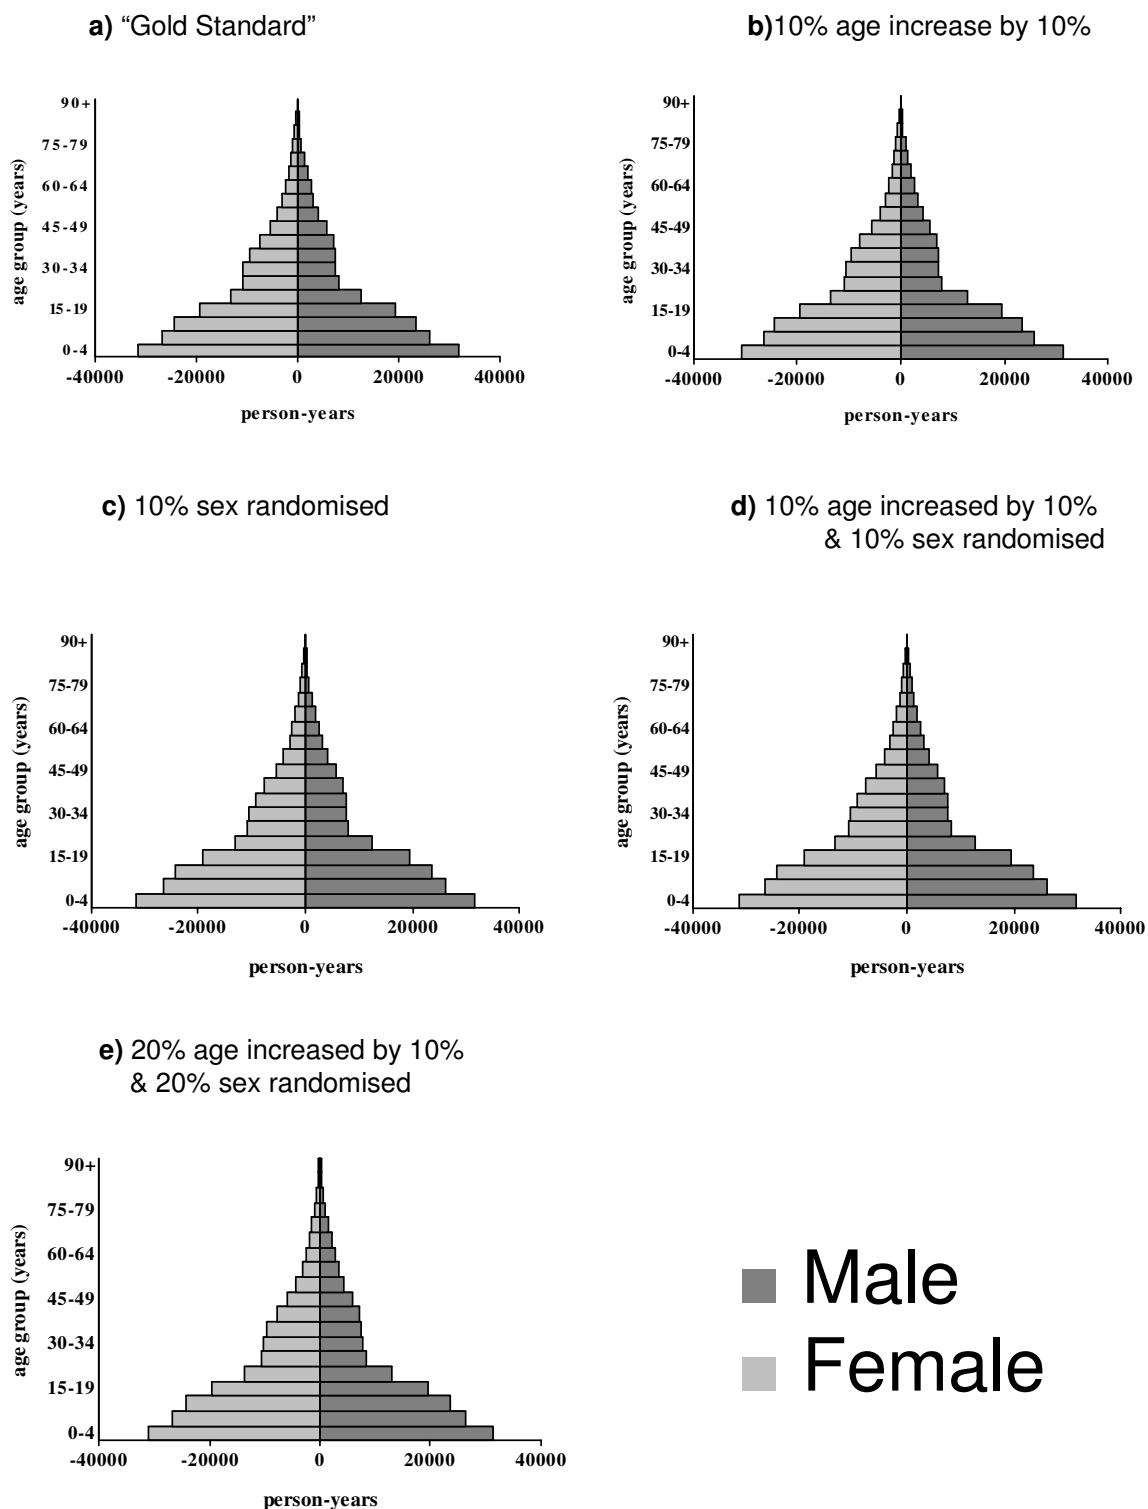 a) “Gold Standard”
90+
75-79
60-64
45-49
30-34
15-19
0-4
age group (years)
-40000 -20000 0 20000 40000
person-years
b)10% age increase by 10%
90+
75-79
60-64
45-49
30-34
15-19
0-4
age group (years)
-40000 -20000 0 20000 40000
person-years
c) 10% sex randomised
90+
75-79
60-64
45-49
30-34
15-19
0-4
age group (years)
-40000 -20000 0 20000 40000
person-years
d) 10% age increased by 10%
& 10% sex randomised
90+
75-79
60-64
45-49
30-34
15-19
0-4
age group (years)
-40000 -20000 0 20000 40000
person-years
e) 20% age increased by 10%
& 20% sex randomised
90+
75-79
60-64
45-49
30-34
15-19
0-4
age group (years)
-40000 -20000 0 20000 40000
person-years
Male
Female